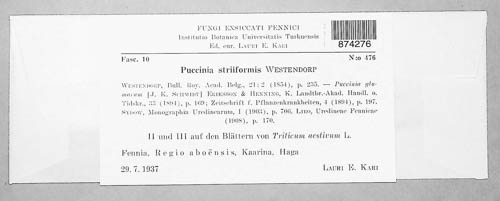 FUNGI EXSICCATI FENNICI
Instituto Botanico Universitatis Turkuensis
Ed. cur. LAURI E. KARI
874276
Fasc. 10
N:o 476
Puccinia striiformis WESTENDORP
WESTENDORP, Bull. Roy. Acad. Belg., 21: 2 (1854), p. 235. — Puccinia glu-
marum [J. K. SCHMIDT] ERIKSSON & HENNING, K. Landtbr.-Akad. Handl. o.
Tidskr., 33 (1894), p. 169; Zeitschrift f. Pflanzenkrankheiten, 4 (1894), p. 197.
SYDOW, Monographia Uredinearum, I (1903), p. 706. LIRO, Uredineae Fennicae
(1908), p. 170.
II und III auf den Blättern von Triticum aestivum L.
Fennia, Regio aboënsis, Kaarina, Haga
29. 7. 1937
LAURI E. KARI